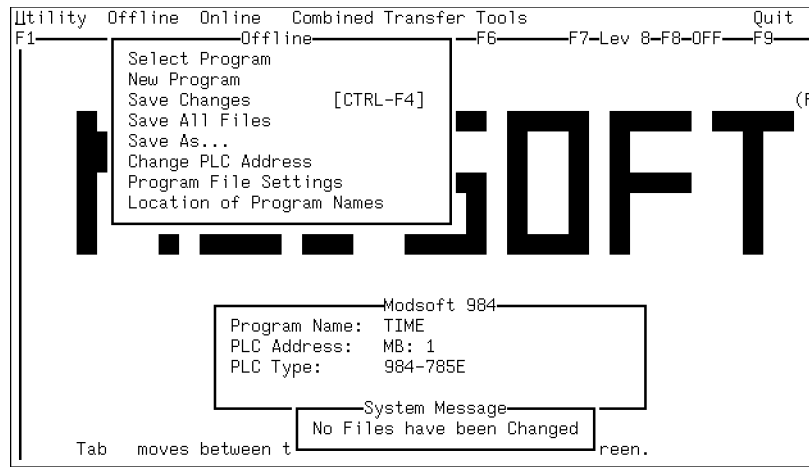 Utility Offline Online Combined Transfer Tools Quit
F1 Offline F6 F7-Lev 8-F8-OFF F9
Select Program
New Program
Save Changes [CTRL-F4]
Save All Files
Save As...
Change PLC Address
Program File Settings
Location of Program Names
SOFT
Modsoft 984
Program Name: TIME
PLC Address: MB: 1
PLC Type: 984-785E
System Message
No Files have been Changed
Tab moves between